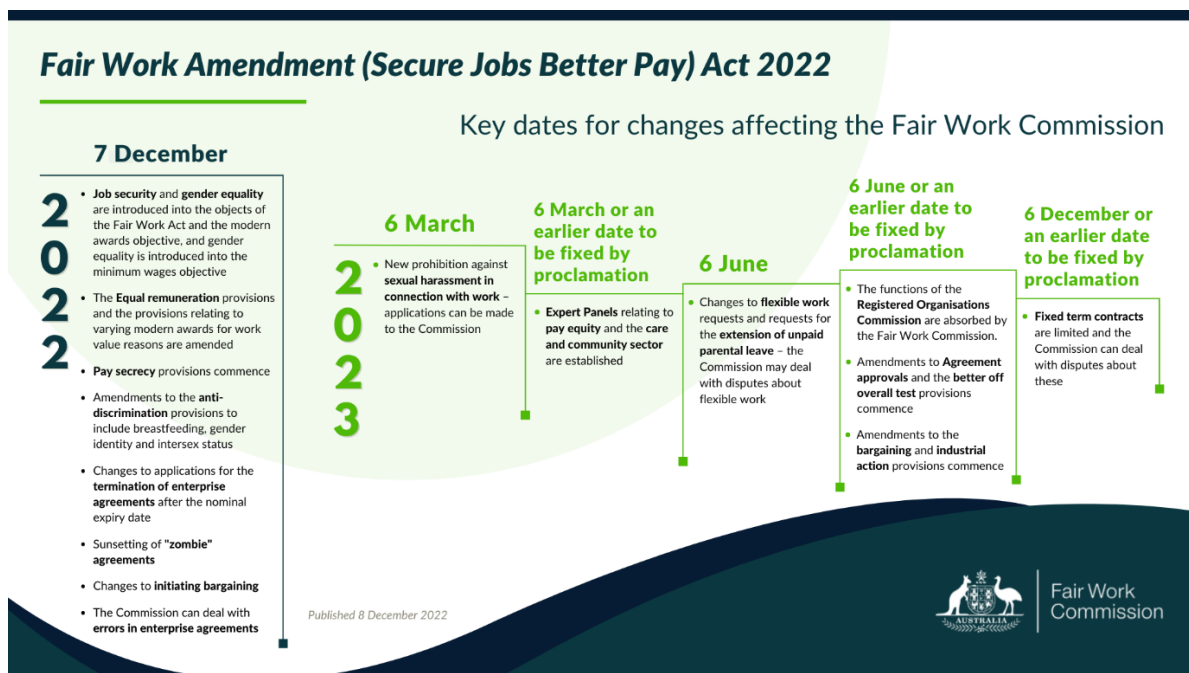 Fair Work Amendment (Secure Jobs Better Pay) Act 2022
Key dates for changes affecting the Fair Work Commission
7 December
2
0
2
2
• Job security and gender equality
are introduced into the objects of
the Fair Work Act and the modern
awards objective, and gender
equality is introduced into the
minimum wages objective
• The Equal remuneration provisions
and the provisions relating to
varying modern awards for work
value reasons are amended
• Pay secrecy provisions commence
• Amendments to the anti-
discrimination provisions to
include breastfeeding, gender
identity and intersex status
• Changes to applications for the
termination of enterprise
agreements after the nominal
expiry date
• Sunsetting of "zombie"
agreements
• Changes to initiating bargaining
• The Commission can deal with
errors in enterprise agreements
6 March
2
0
2
3
• New prohibition against
sexual harassment in
connection with work –
applications can be made
to the Commission
6 March or an
earlier date to
be fixed by
proclamation
• Expert Panels relating to
pay equity and the care
and community sector
are established
6 June
• Changes to flexible work
requests and requests for
the extension of unpaid
parental leave – the
Commission may deal
with disputes about
flexible work
6 June or an
earlier date to
be fixed by
proclamation
• The functions of the
Registered Organisations
Commission are absorbed by
the Fair Work Commission.
• Amendments to Agreement
approvals and the better off
overall test provisions
commence
• Amendments to the
bargaining and industrial
action provisions commence
6 December or
an earlier date
to be fixed by
proclamation
• Fixed term contracts
are limited and the
Commission can deal
with disputes about
these
Published 8 December 2022
AUSTRALIA
Fair Work
Commission